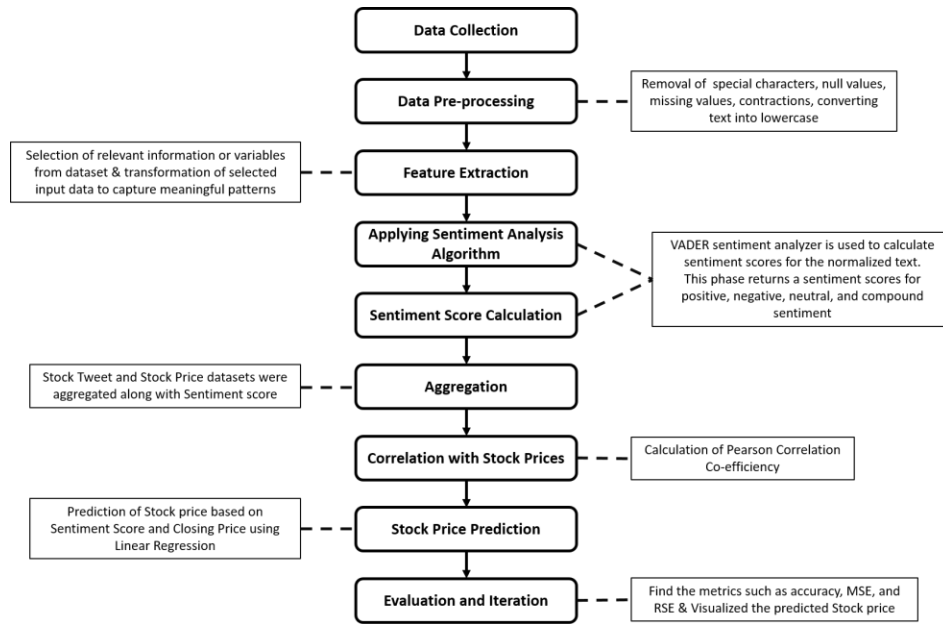 Data Collection
Data Pre-processing
Removal of special characters, null values,
missing values, contractions, converting
text into lowercase
Selection of relevant information or variables
from dataset & transformation of selected
input data to capture meaningful patterns
Feature Extraction
Applying Sentiment Analysis
Algorithm
VADER sentiment analyzer is used to calculate
sentiment scores for the normalized text.
This phase returns a sentiment scores for
positive, negative, neutral, and compound
sentiment
Sentiment Score Calculation
Stock Tweet and Stock Price datasets were
aggregated along with Sentiment score
Aggregation
Correlation with Stock Prices
Calculation of Pearson Correlation
Co-efficiency
Prediction of Stock price based on
Sentiment Score and Closing Price using
Linear Regression
Stock Price Prediction
Evaluation and Iteration
Find the metrics such as accuracy, MSE, and
RSE & Visualized the predicted Stock price